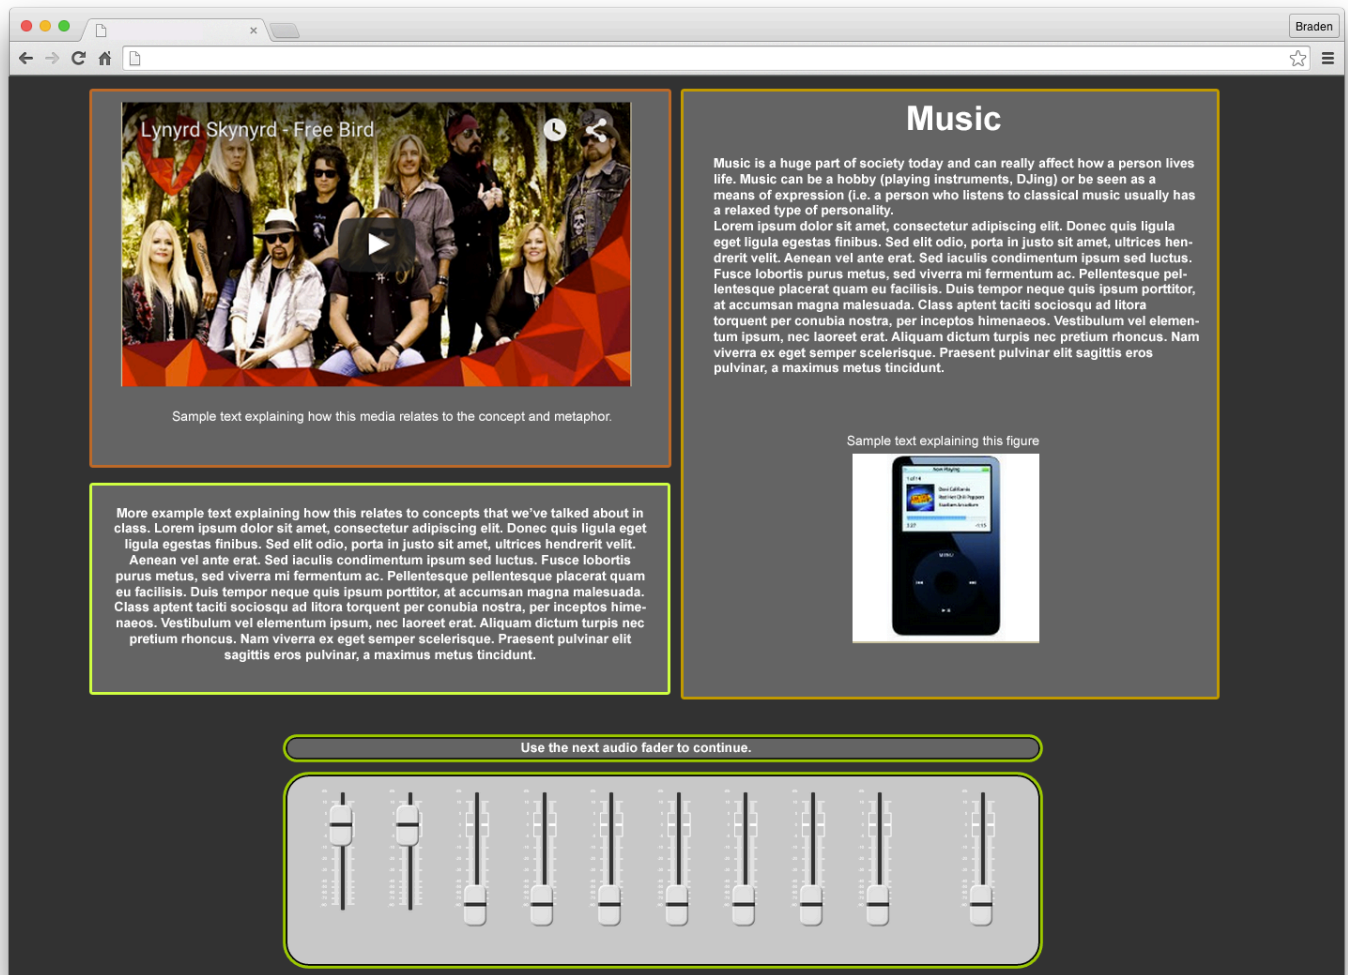 Braden
Lynyrd Skynyrd - Free Bird
Sample text explaining how this media relates to the concept and metaphor.
More example text explaining how this relates to concepts that we've talked about in
class. Lorem ipsum dolor sit amet, consectetur adipiscing elit. Donec quis ligula eget
ligula egestas finibus. Sed elit odio, porta in justo sit amet, ultrices hendrerit velit.
Aenean vel ante erat. Sed iaculis condimentum ipsum sed luctus. Fusce lobortis
purus metus, sed viverra mi fermentum ac. Pellentesque pellentesque placerat quam
eu facilisis. Duis tempor neque quis ipsum porttitor, at accumsan magna malesuada.
Class aptent taciti sociosqu ad litora torquent per conubia nostra, per inceptos hime-
naeos. Vestibulum vel elementum ipsum, nec laoreet erat. Aliquam dictum turpis nec
pretium rhoncus. Nam viverra ex eget semper scelerisque. Praesent pulvinar elit
sagittis eros pulvinar, a maximus metus tincidunt.
Music
Music is a huge part of society today and can really affect how a person lives
life. Music can be a hobby (playing instruments, DJing) or be seen as a
means of expression (i.e. a person who listens to classical music usually has
a relaxed type of personality.
Lorem ipsum dolor sit amet, consectetur adipiscing elit. Donec quis ligula
eget ligula egestas finibus. Sed elit odio, porta in justo sit amet, ultrices hen-
drerit velit. Aenean vel ante erat. Sed iaculis condimentum ipsum sed luctus.
Fusce lobortis purus metus, sed viverra mi fermentum ac. Pellentesque pel-
lentesque placerat quam eu facilisis. Duis tempor neque quis ipsum porttitor,
at accumsan magna malesuada. Class aptent taciti sociosqu ad litora
torquent per conubia nostra, per inceptos himenaeos. Vestibulum vel elemen-
tum ipsum, nec laoreet erat. Aliquam dictum turpis nec pretium rhoncus. Nam
viverra ex eget semper scelerisque. Praesent pulvinar elit sagittis eros
pulvinar, a maximus metus tincidunt.
Sample text explaining this figure
Now Playing
1 of 14
Dani California
Red Hot Chili Peppers
Stadium Arcadium
MENU
Use the next audio fader to continue.